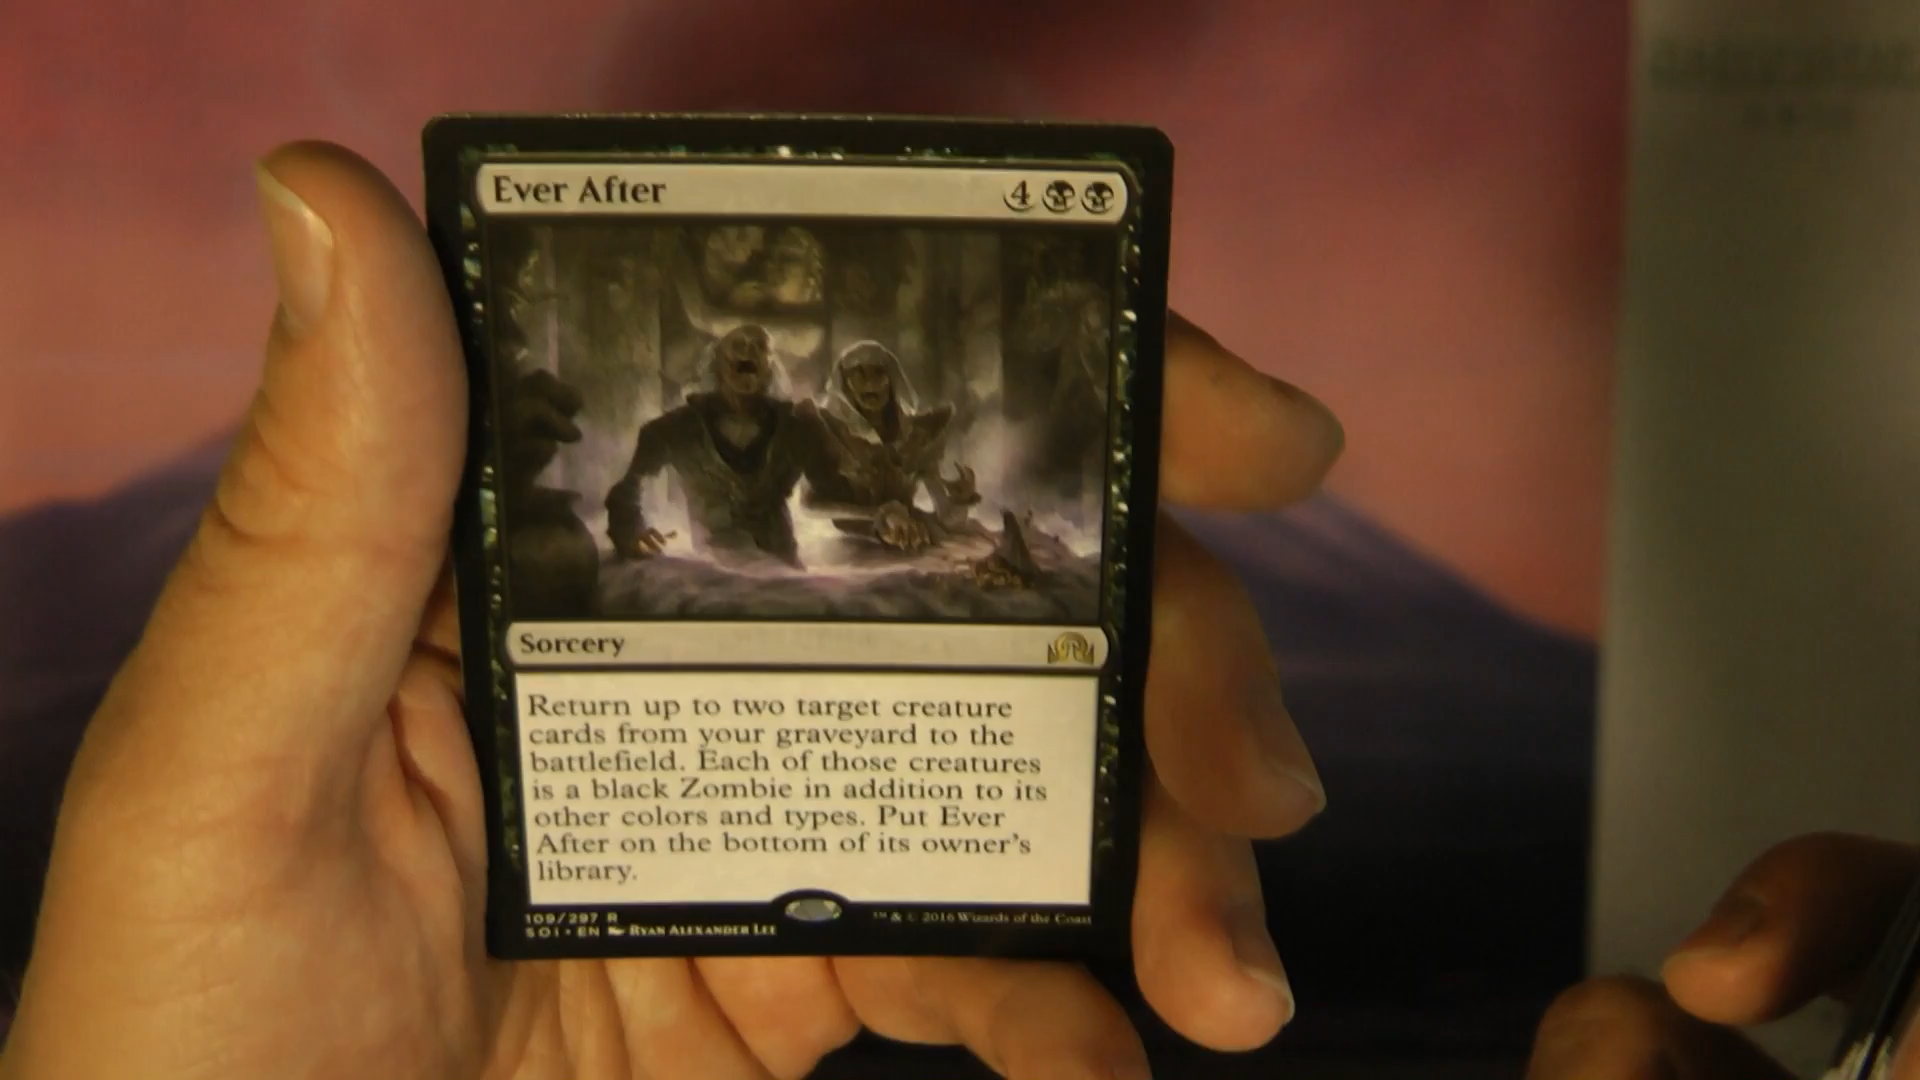 Ever After 4
Sorcery
Return up to two target creature
cards from your graveyard to the
battlefield. Each of those creatures
is a black Zombie in addition to its
other colors and types. Put Ever
After on the bottom of its owner's
library.
109/297 R
SOI • EN Ryan Alexander Lee
™ & © 2016 Wizards of the Coast